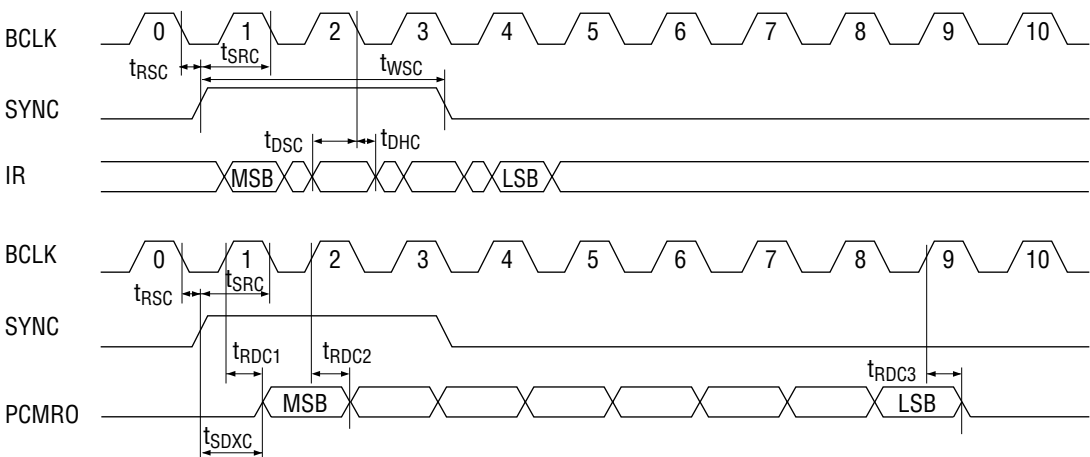 BCLK 0 1 2 3 4 5 6 7 8 9 10
tRSC tSRC tWSC
SYNC
tDSC tDHC
IR MSB LSB
BCLK 0 1 2 3 4 5 6 7 8 9 10
tRSC tSRC
SYNC
tRDC1 tRDC2 tRDC3
PCMRO MSB LSB
tSDXC